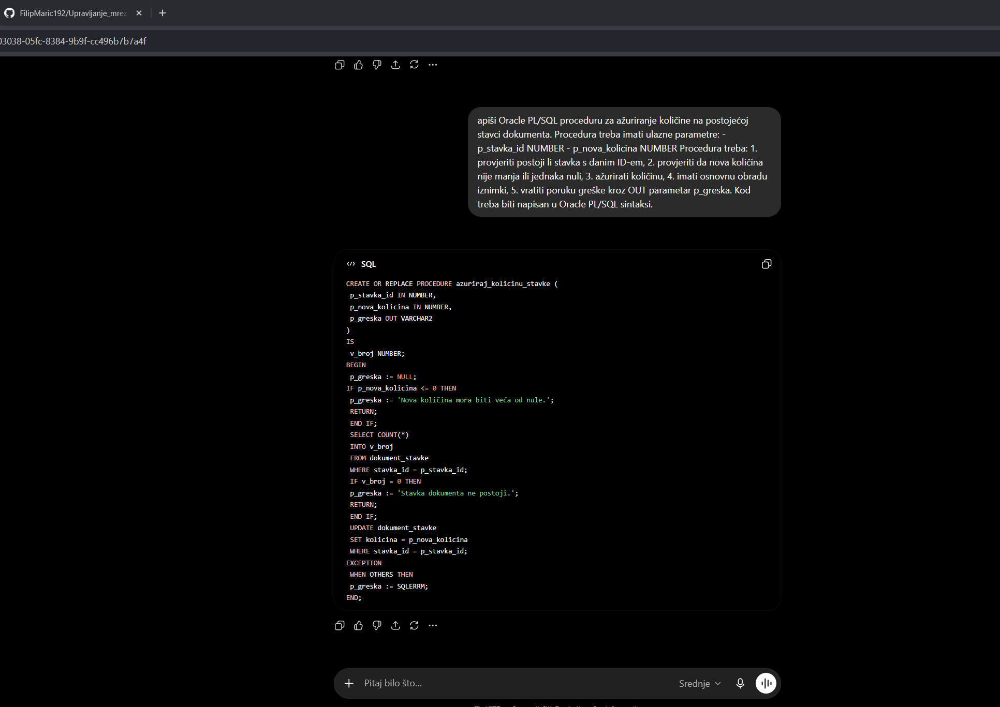 FilipMaric192/Upravljanje_mrez
03038-05fc-8384-9b9f-cc496b7b7a4f
apiši Oracle PL/SQL proceduru za ažuriranje količine na postojećoj
stavci dokumenta. Procedura treba imati ulazne parametre: -
p_stavka_id NUMBER - p_nova_kolicina NUMBER Procedura treba: 1.
provjeriti postoji li stavka s danim ID-em, 2. provjeriti da nova količina
nije manja ili jednaka nuli, 3. ažurirati količinu, 4. imati osnovnu obradu
iznimki, 5. vratiti poruku greške kroz OUT parametar p_greska. Kod
treba biti napisan u Oracle PL/SQL sintaksi.
SQL
CREATE OR REPLACE PROCEDURE azuriraj_kolicinu_stavke (
p_stavka_id IN NUMBER,
p_nova_kolicina IN NUMBER,
p_greska OUT VARCHAR2
)
IS
v_broj NUMBER;
BEGIN
p_greska := NULL;
IF p_nova_kolicina <= 0 THEN
p_greska := 'Nova količina mora biti veća od nule.';
RETURN;
END IF;
SELECT COUNT(*)
INTO v_broj
FROM dokument_stavke
WHERE stavka_id = p_stavka_id;
IF v_broj = 0 THEN
p_greska := 'Stavka dokumenta ne postoji.';
RETURN;
END IF;
UPDATE dokument_stavke
SET kolicina = p_nova_kolicina
WHERE stavka_id = p_stavka_id;
EXCEPTION
WHEN OTHERS THEN
p_greska := SQLERRM;
END;
Pitaj bilo što...
Srednje